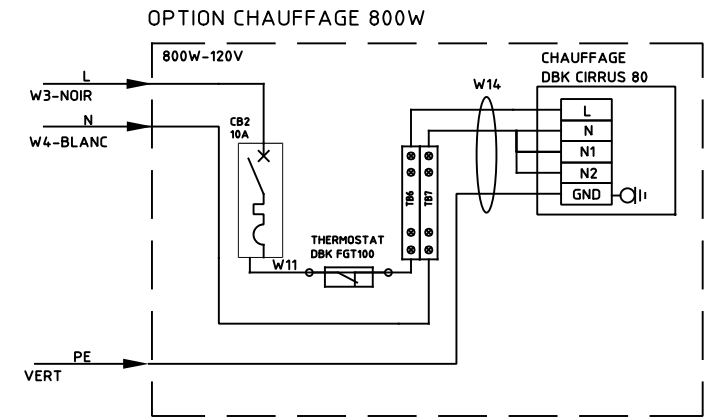 OPTION CHAUFFAGE 800W
800W-120V
CHAUFFAGE
DBK CIRRUS 80
L
W3-NOIR
W14
N
W4-BLANC
CB2
10A
L
N
N1
N2
GND
TB6
TB7
THERMOSTAT
DBK FGT100
W11
PE
VERT